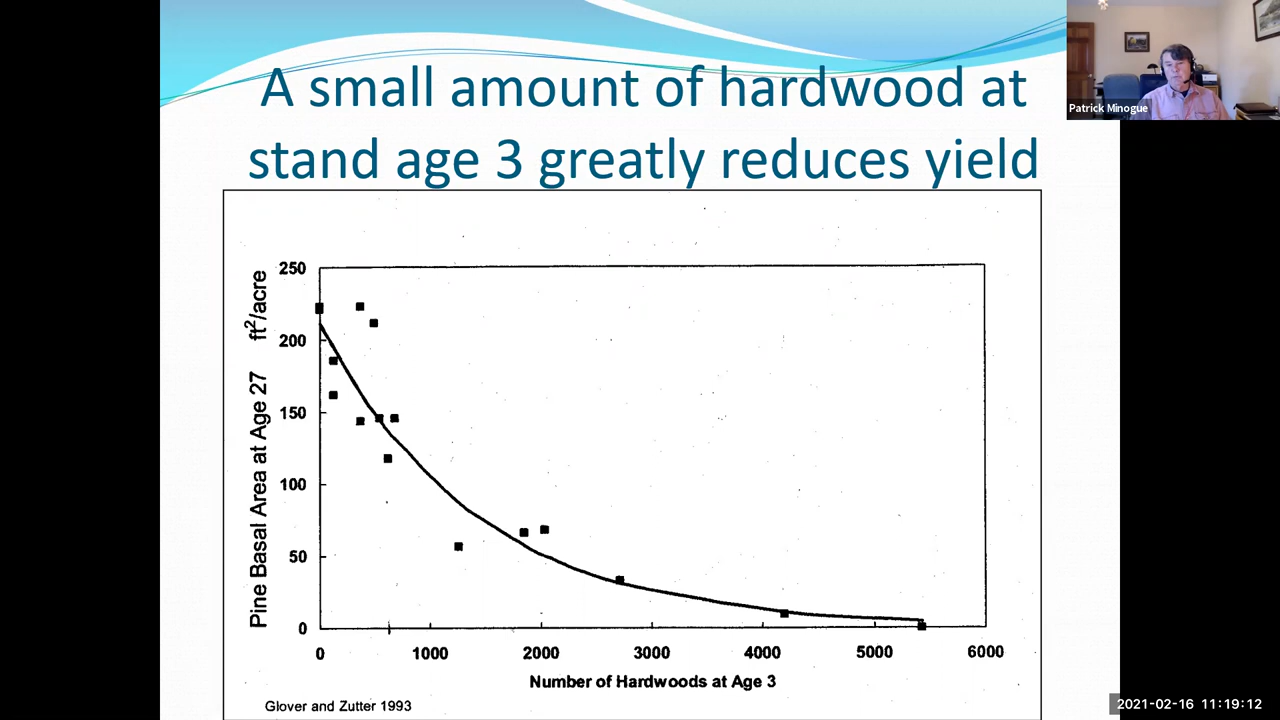 A small amount of hardwood at
stand age 3 greatly reduces yield
Patrick Minogue
Pine Basal Area at Age 27 ft²/acre
250
200
150
100
50
0
0 1000 2000 3000 4000 5000 6000
Number of Hardwoods at Age 3
Glover and Zutter 1993
2021-02-16 11:19:12